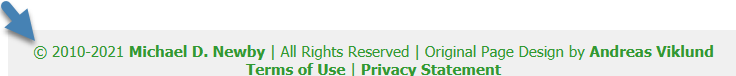 © 2010-2021 Michael D. Newby | All Rights Reserved | Original Page Design by Andreas Viklund
Terms of Use | Privacy Statement